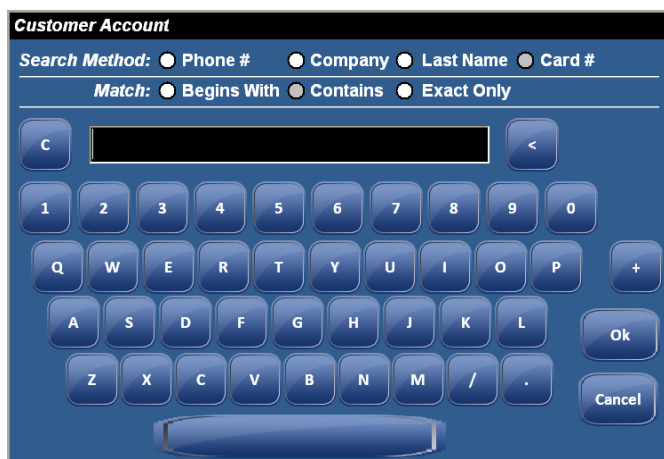 Customer Account
Search Method: Phone # Company Last Name Card #
Match: Begins With Contains Exact Only
C <
1 2 3 4 5 6 7 8 9 0
Q W E R T Y U I O P +
A S D F G H J K L Ok
Z X C V B N M / . Cancel